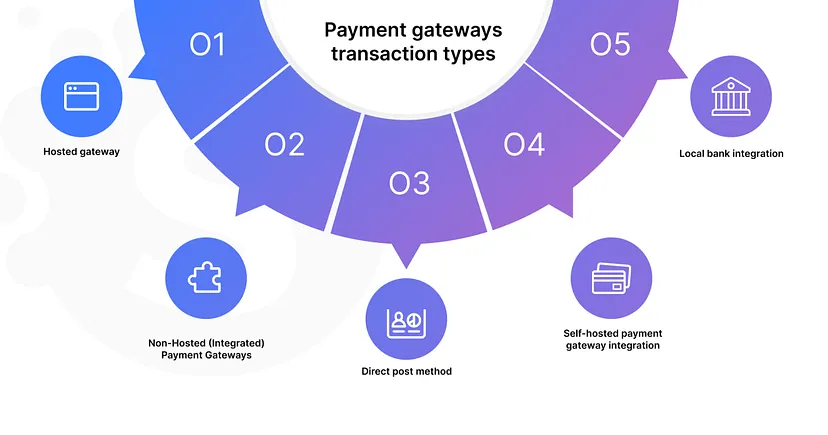 Payment gateways
transaction types
01
02
03
04
05
Hosted gateway
Non-Hosted (Integrated)
Payment Gateways
Direct post method
Self-hosted payment
gateway integration
Local bank integration